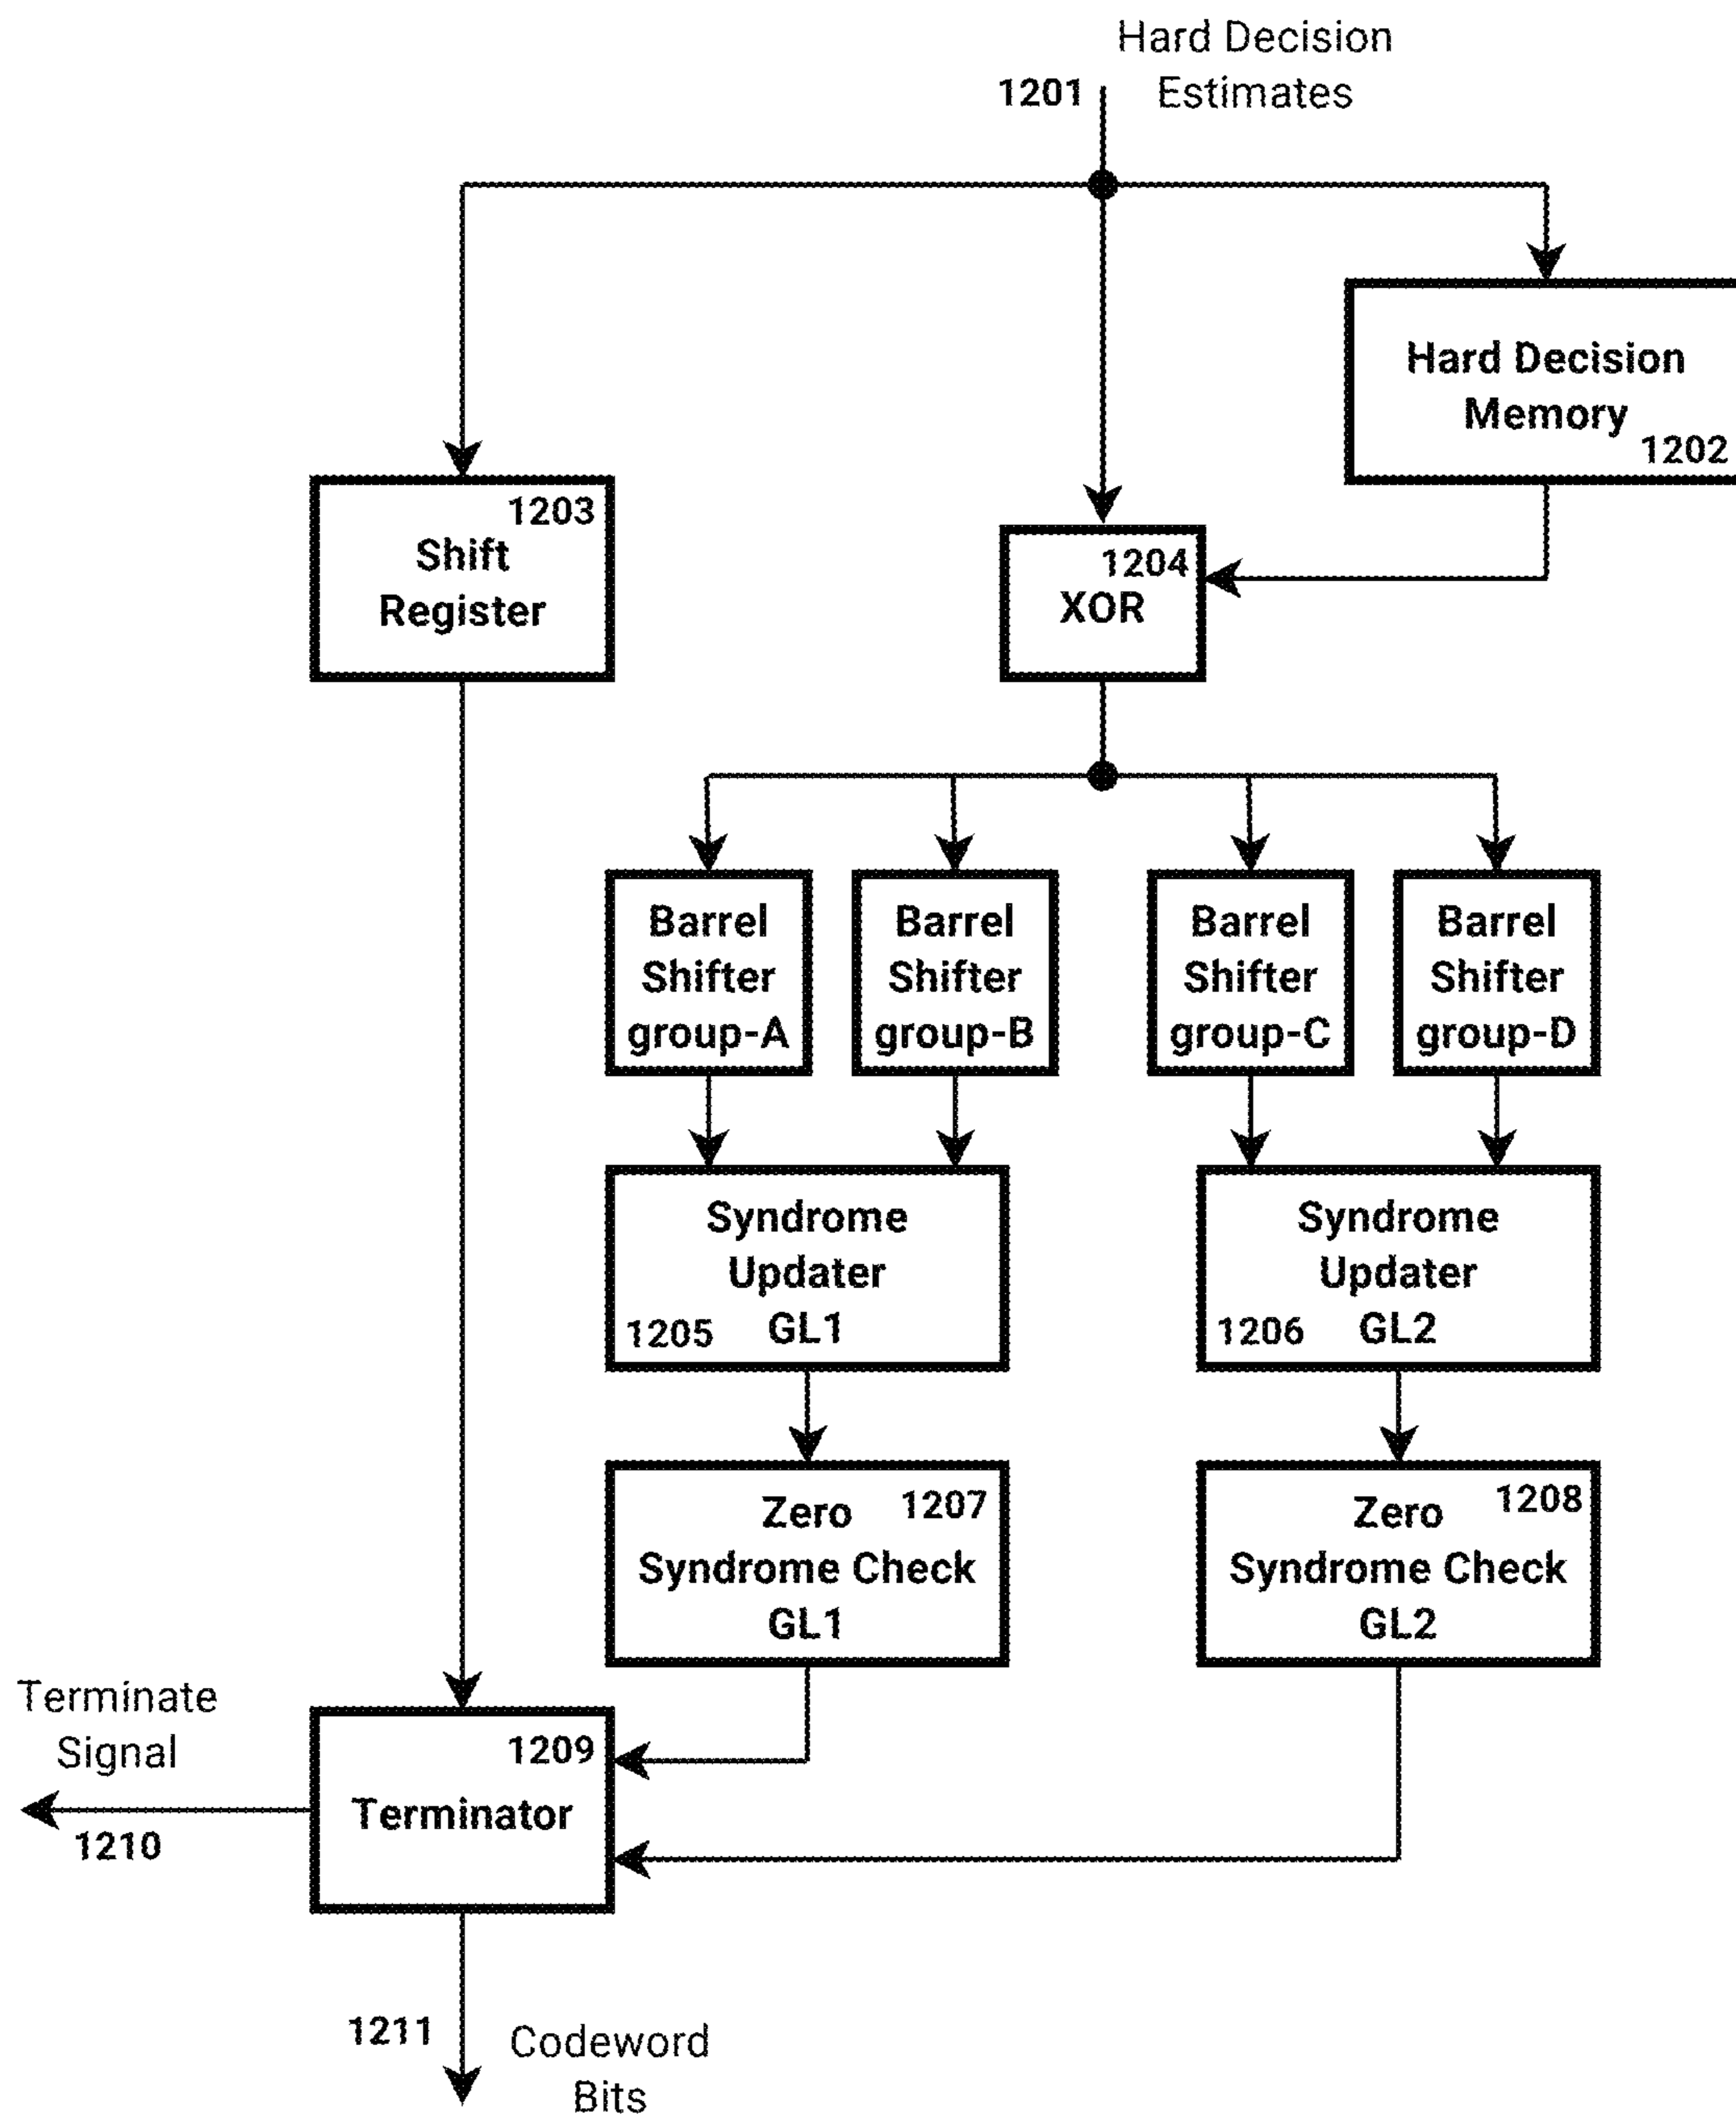 Hard Decision
Estimates
1201
Hard Decision
Memory
1202
1203
Shift
Register
1204
XOR
Barrel
Shifter
group-A
Barrel
Shifter
group-B
Barrel
Shifter
group-C
Barrel
Shifter
group-D
Syndrome
Updater
GL1
1205
Syndrome
Updater
GL2
1206
Zero
Syndrome Check
GL1
1207
Zero
Syndrome Check
GL2
1208
Terminate
Signal
1210
1209
Terminator
1211
Codeword
Bits